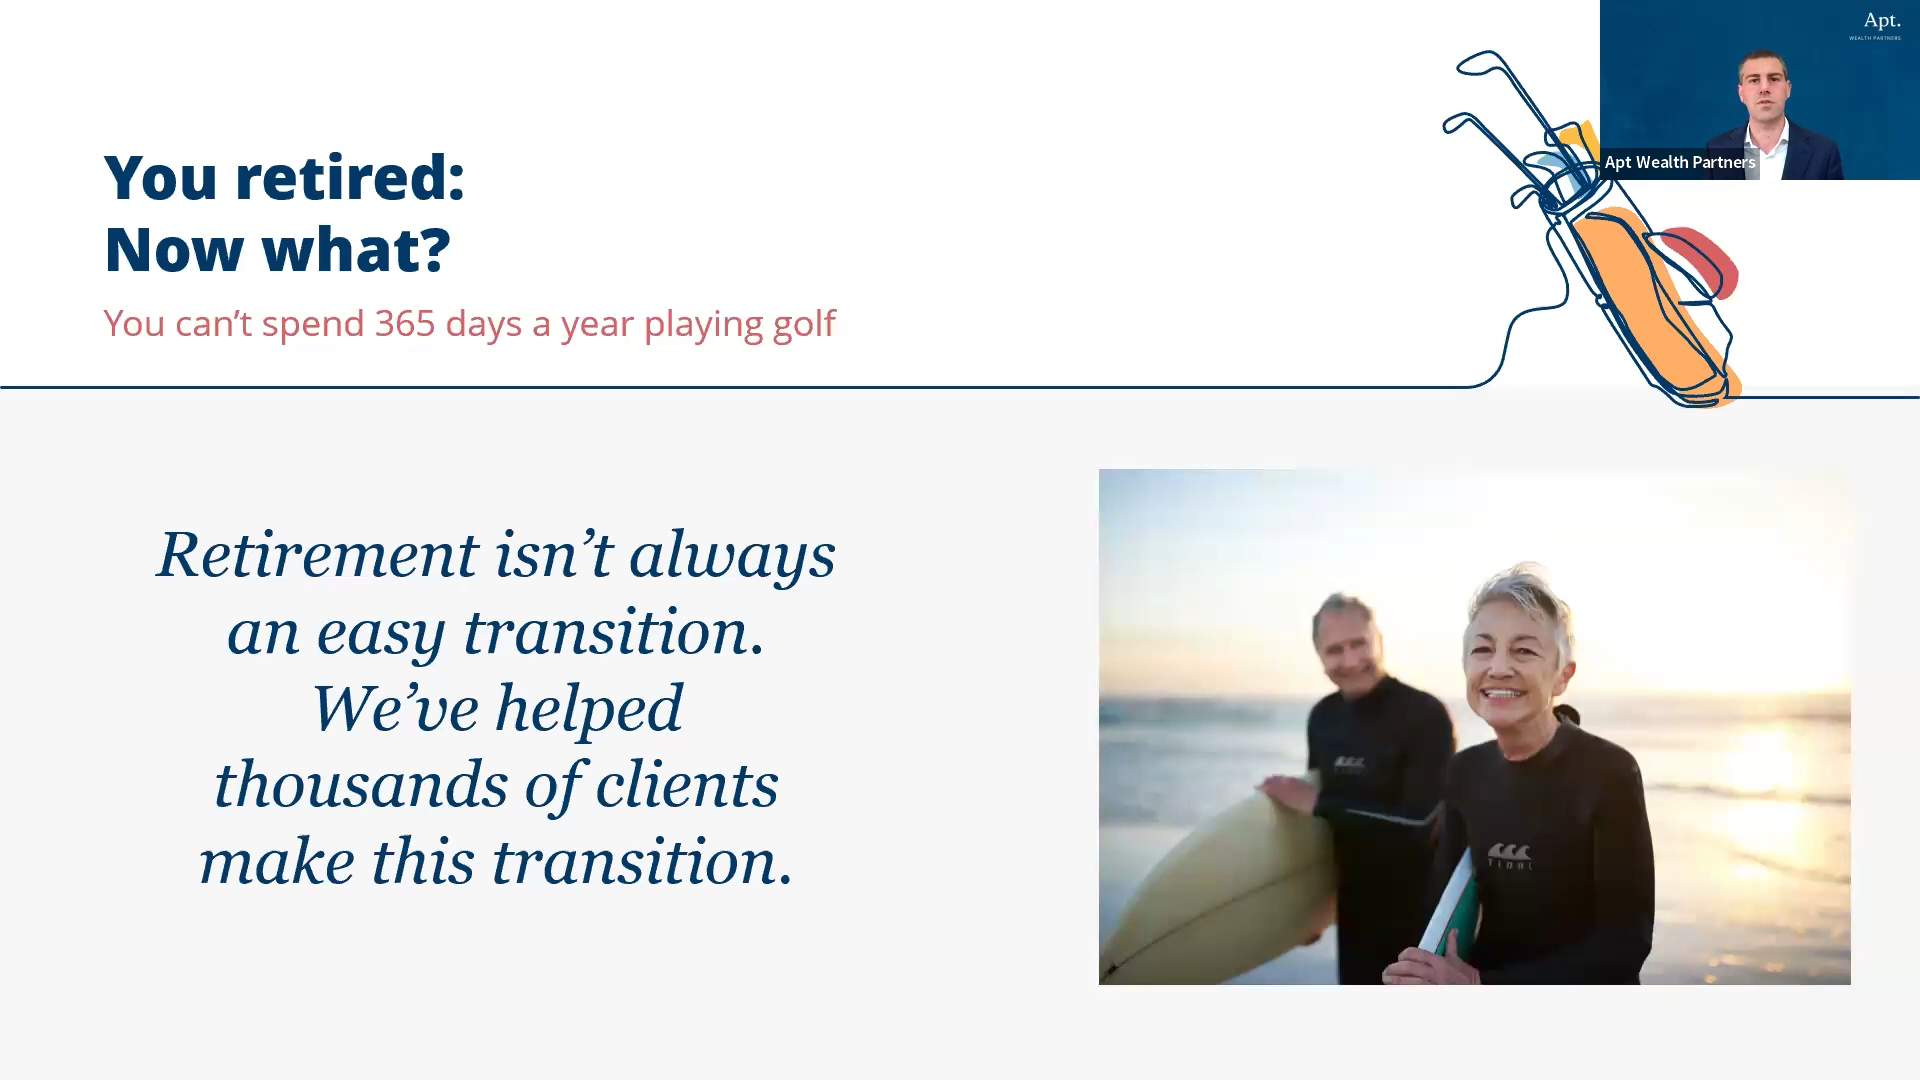 Apt.
WEALTH PARTNERS
Apt Wealth Partners
You retired:
Now what?
You can’t spend 365 days a year playing golf
Retirement isn’t always
an easy transition.
We’ve helped
thousands of clients
make this transition.
TIDAL